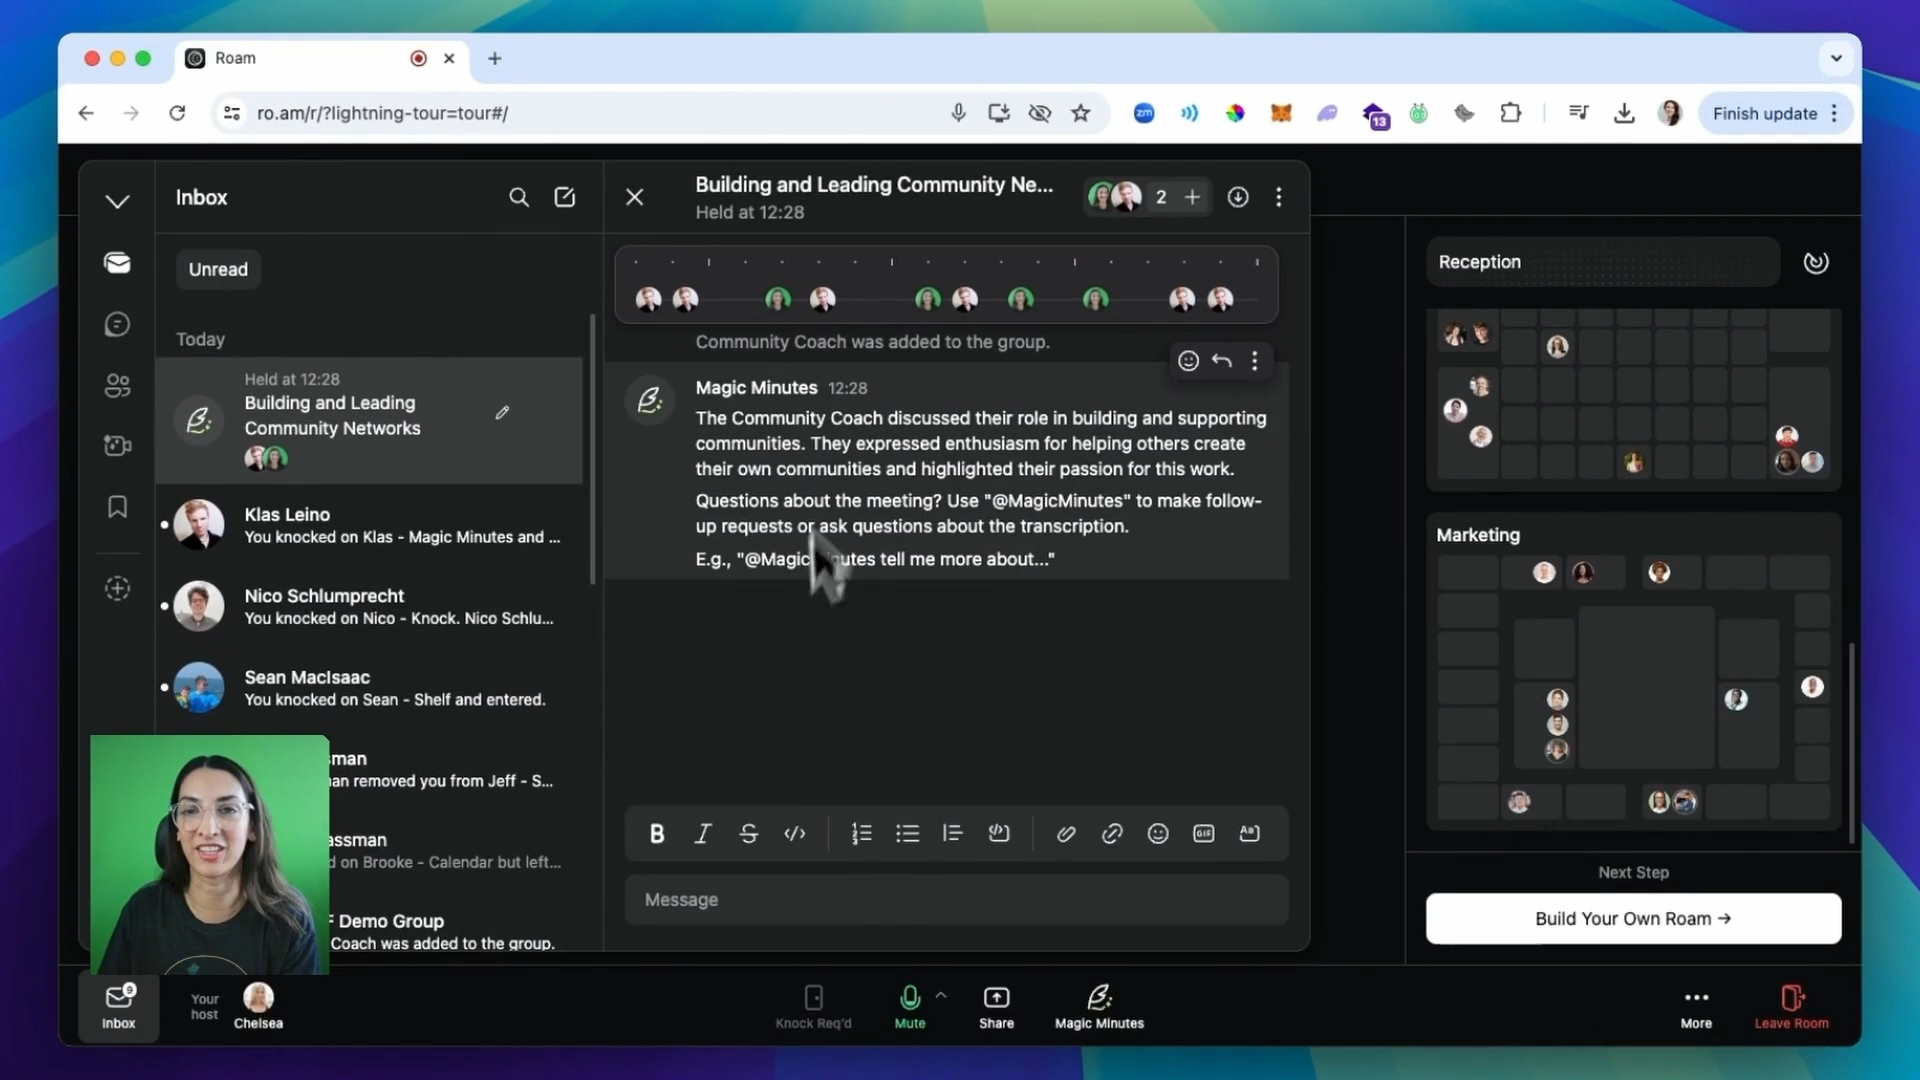 Roam
ro.am/r/?lightning-tour=tour#/
zm
13
Finish update
Inbox
Unread
Today
Held at 12:28
Building and Leading
Community Networks
Klas Leino
You knocked on Klas - Magic Minutes and ...
Nico Schlumprecht
You knocked on Nico - Knock. Nico Schlu...
Sean MacIsaac
You knocked on Sean - Shelf and entered.
sman
an removed you from Jeff - S...
assman
d on Brooke - Calendar but left...
F Demo Group
Coach was added to the group.
Building and Leading Community Ne...
Held at 12:28
2
Community Coach was added to the group.
Magic Minutes 12:28
The Community Coach discussed their role in building and supporting
communities. They expressed enthusiasm for helping others create
their own communities and highlighted their passion for this work.
Questions about the meeting? Use "@MagicMinutes" to make follow-
up requests or ask questions about the transcription.
E.g., "@MagicMinutes tell me more about..."
B I S </>
GIF
Message
Reception
Marketing
Next Step
Build Your Own Roam →
9
Inbox
Your
host
Chelsea
Knock Req'd
Mute
Share
Magic Minutes
More
Leave Room